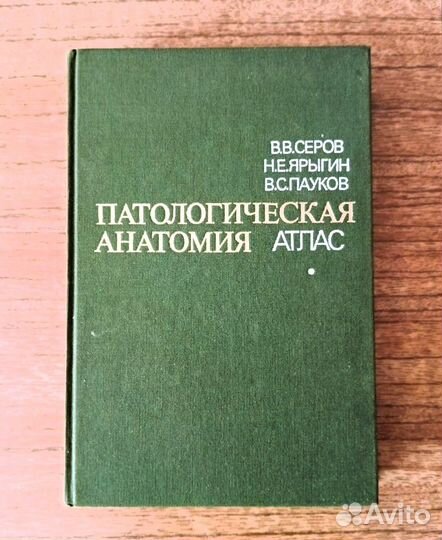 В.В.СЕРОВ
Н.Е.ЯРЫГИН
В.С.ПАУКОВ
ПАТОЛОГИЧЕСКАЯ
АНАТОМИЯ АТЛАС
Avito